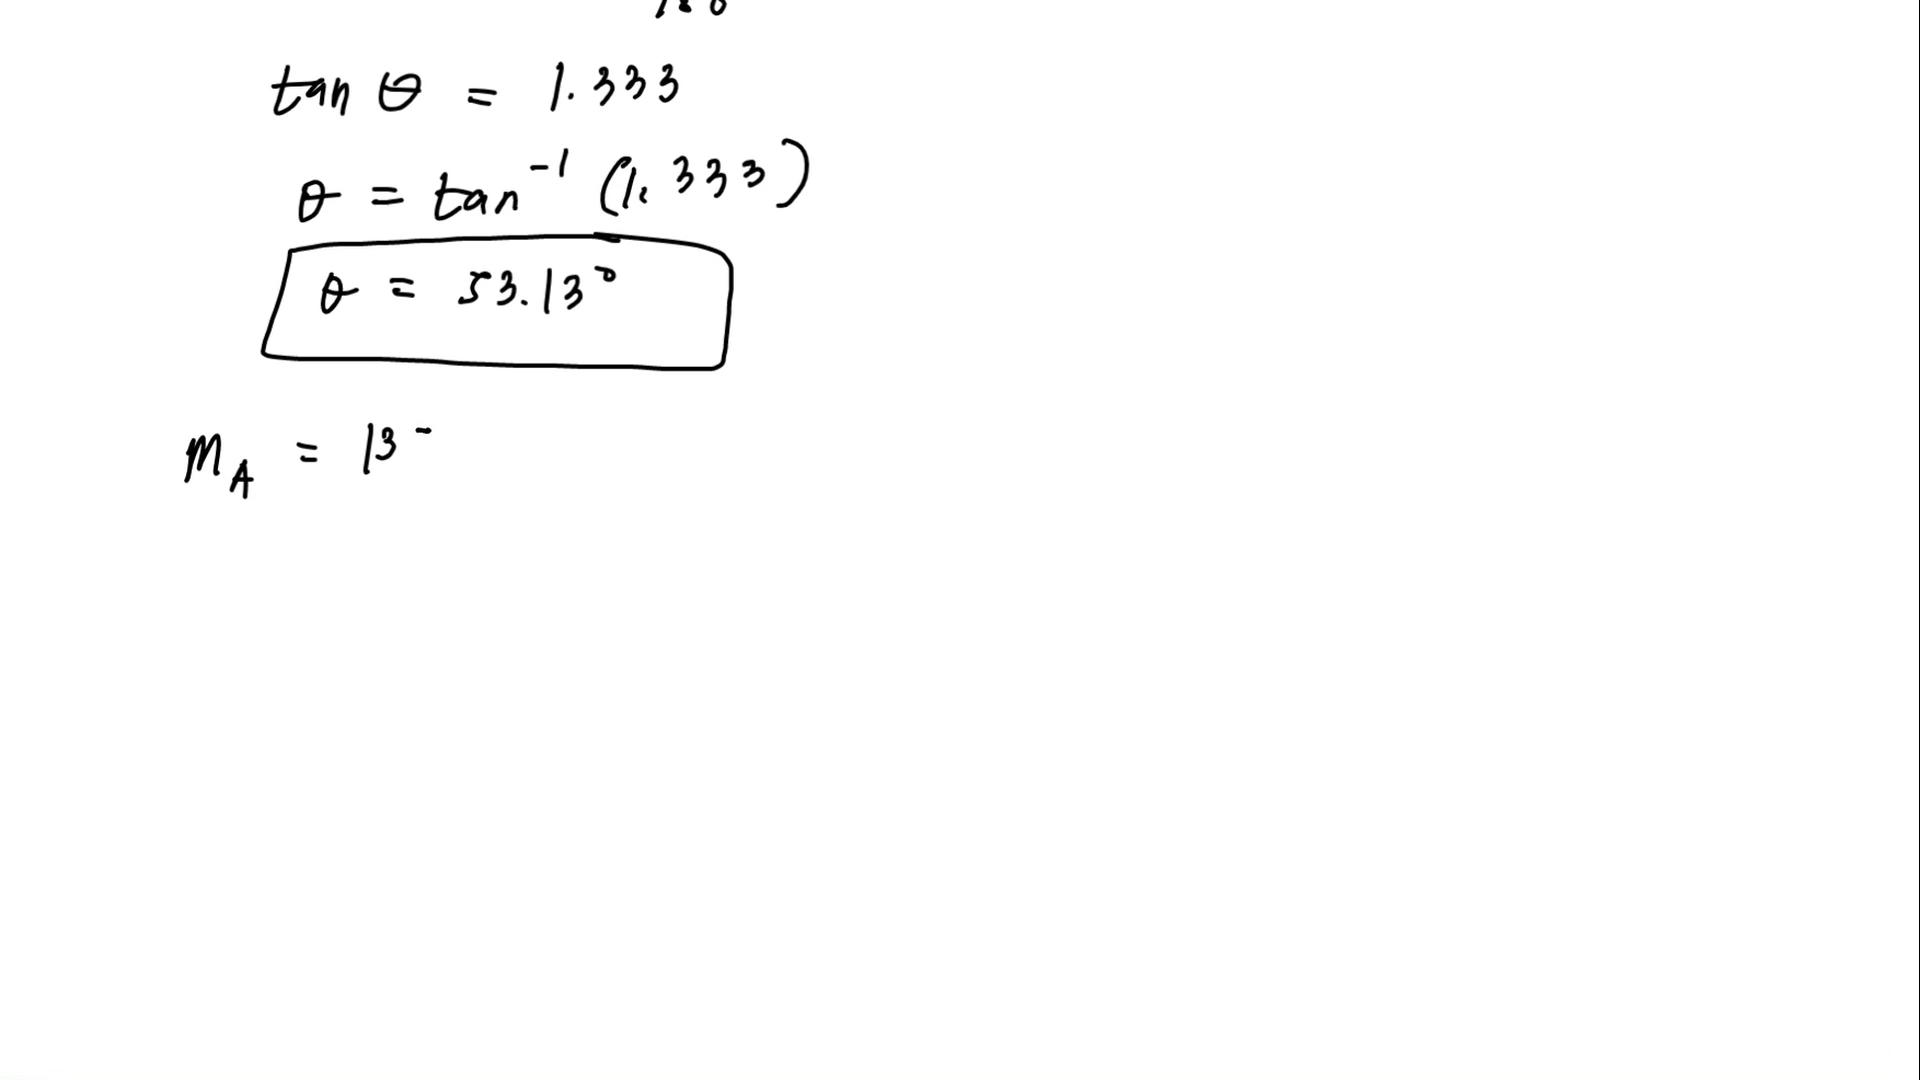 tan θ = 1.333
θ = tan⁻¹ (1.333)
θ = 53.13°
m_A = 13